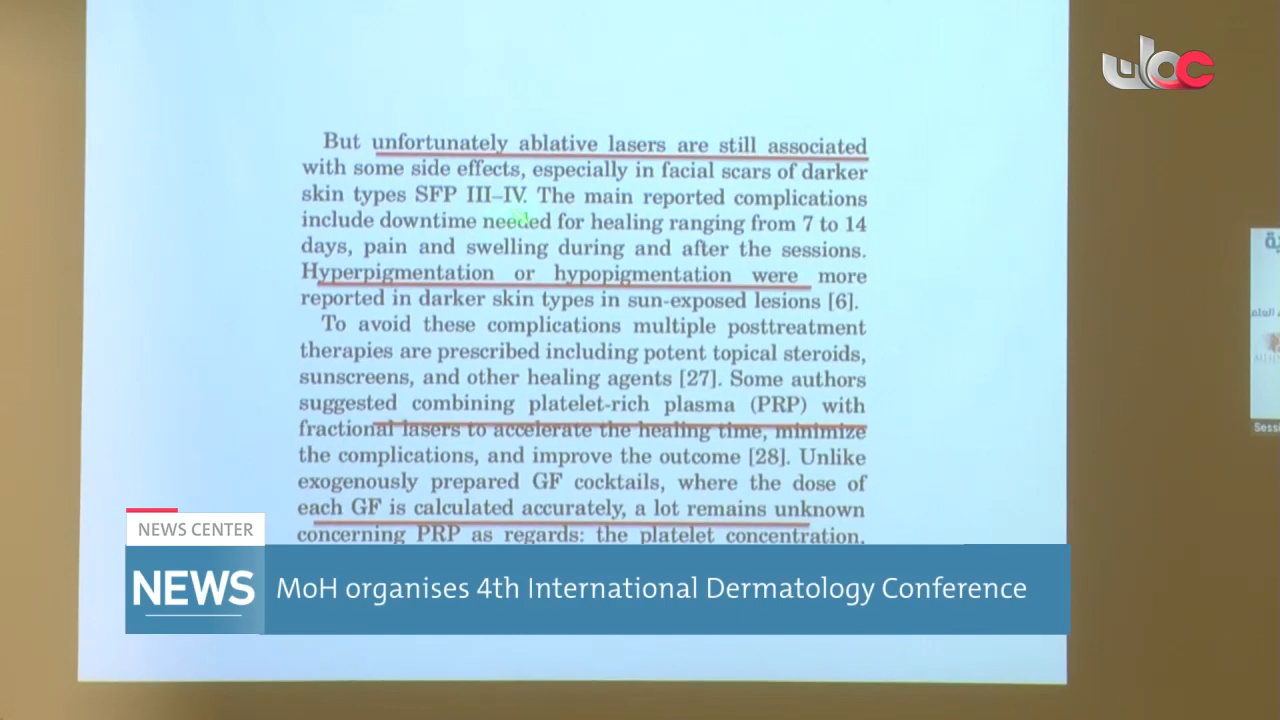 But unfortunately ablative lasers are still associated
with some side effects, especially in facial scars of darker
skin types SFP III–IV. The main reported complications
include downtime needed for healing ranging from 7 to 14
days, pain and swelling during and after the sessions.
Hyperpigmentation or hypopigmentation were more
reported in darker skin types in sun-exposed lesions [6].
To avoid these complications multiple posttreatment
therapies are prescribed including potent topical steroids,
sunscreens, and other healing agents [27]. Some authors
suggested combining platelet-rich plasma (PRP) with
fractional lasers to accelerate the healing time, minimize
the complications, and improve the outcome [28]. Unlike
exogenously prepared GF cocktails, where the dose of
each GF is calculated accurately, a lot remains unknown
concerning PRP as regards: the platelet concentration,
NEWS CENTER
NEWS
MoH organises 4th International Dermatology Conference